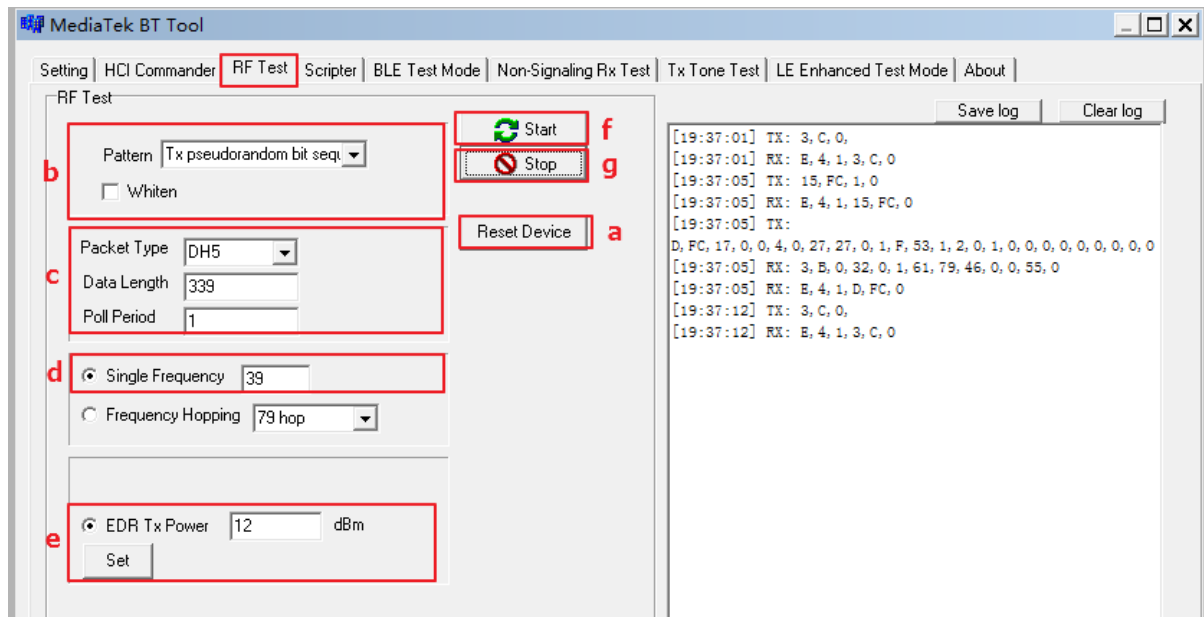 MediaTek BT Tool
Setting HCI Commander RF Test Scripter BLE Test Mode Non-Signaling Rx Test Tx Tone Test LE Enhanced Test Mode About
RF Test
b
Pattern Tx pseudorandom bit sequ
Whiten
Start f
Stop g
Reset Device a
c
Packet Type DH5
Data Length 339
Poll Period 1
d
Single Frequency 39
Frequency Hopping 79 hop
e
EDR Tx Power 12 dBm
Set
Save log Clear log
[19:37:01] TX: 3, C, 0,
[19:37:01] RX: E, 4, 1, 3, C, 0
[19:37:05] TX: 15, FC, 1, 0
[19:37:05] RX: E, 4, 1, 15, FC, 0
[19:37:05] TX:
D, FC, 17, 0, 0, 4, 0, 27, 27, 0, 1, F, 53, 1, 2, 0, 1, 0, 0, 0, 0, 0, 0, 0, 0, 0
[19:37:05] RX: 3, B, 0, 32, 0, 1, 61, 79, 46, 0, 0, 55, 0
[19:37:05] RX: E, 4, 1, D, FC, 0
[19:37:12] TX: 3, C, 0,
[19:37:12] RX: E, 4, 1, 3, C, 0